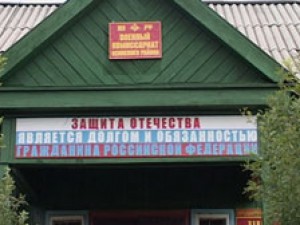 ВОЕННЫЙ
КОМИССАРИАТ
ЗАЩИТА ОТЕЧЕСТВА
ЯВЛЯЕТСЯ ДОЛГОМ И ОБЯЗАННОСТЬЮ
ГРАЖДАНИНА РОССИЙСКОЙ ФЕДЕРАЦИИ